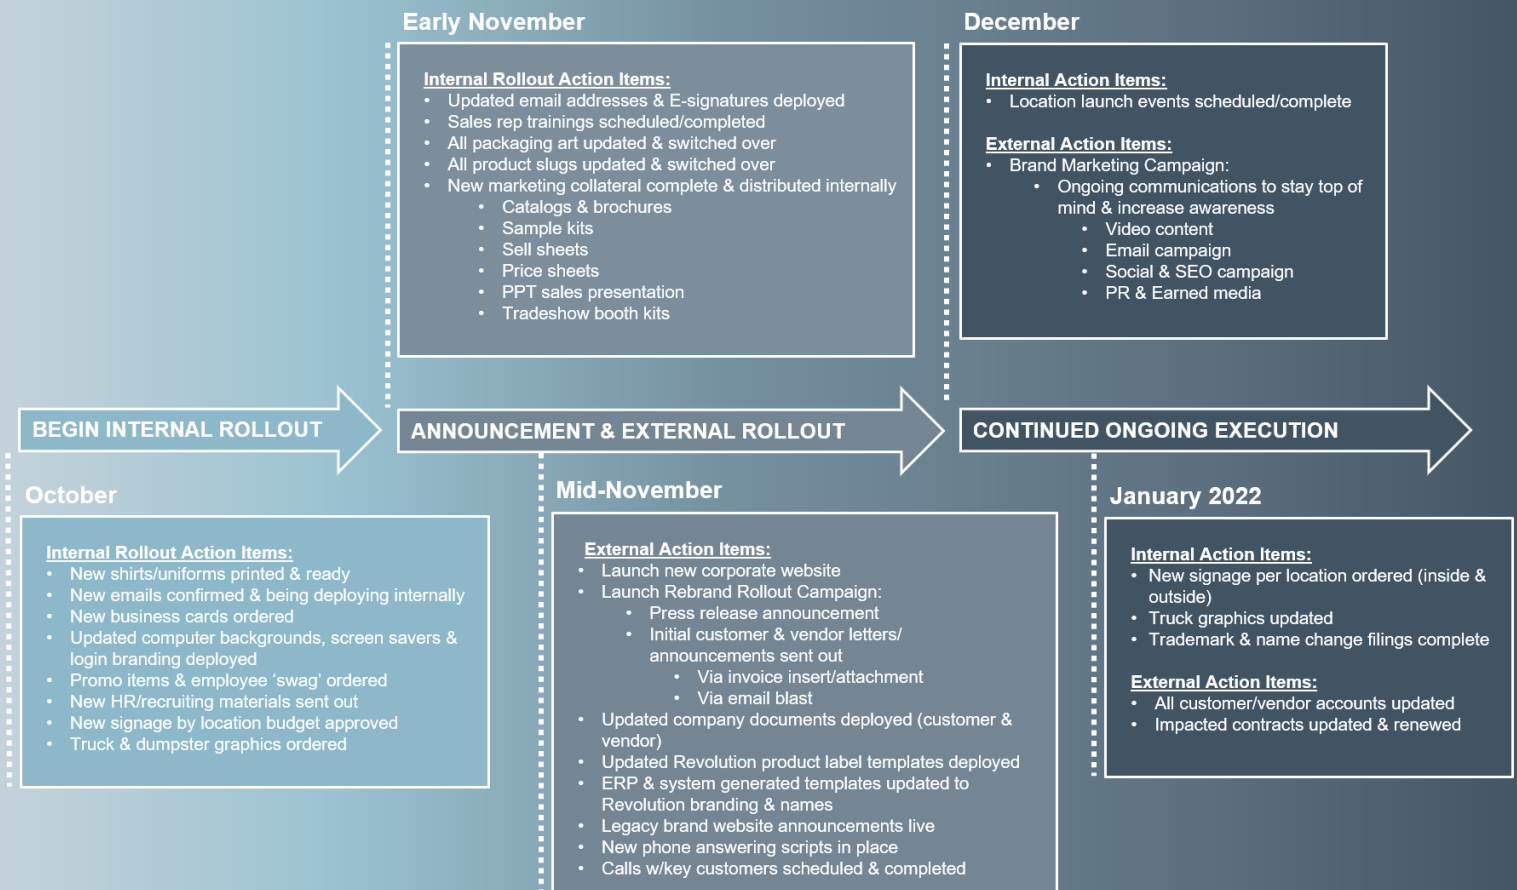 Early November
Internal Rollout Action Items:
• Updated email addresses & E-signatures deployed
• Sales rep trainings scheduled/completed
• All packaging art updated & switched over
• All product slugs updated & switched over
• New marketing collateral complete & distributed internally
• Catalogs & brochures
• Sample kits
• Sell sheets
• Price sheets
• PPT sales presentation
• Tradeshow booth kits
December
Internal Action Items:
• Location launch events scheduled/complete
External Action Items:
• Brand Marketing Campaign:
• Ongoing communications to stay top of
mind & increase awareness
• Video content
• Email campaign
• Social & SEO campaign
• PR & Earned media
BEGIN INTERNAL ROLLOUT
ANNOUNCEMENT & EXTERNAL ROLLOUT
CONTINUED ONGOING EXECUTION
October
Internal Rollout Action Items:
• New shirts/uniforms printed & ready
• New emails confirmed & being deploying internally
• New business cards ordered
• Updated computer backgrounds, screen savers &
login branding deployed
• Promo items & employee ‘swag’ ordered
• New HR/recruiting materials sent out
• New signage by location budget approved
• Truck & dumpster graphics ordered
Mid-November
External Action Items:
• Launch new corporate website
• Launch Rebrand Rollout Campaign:
• Press release announcement
• Initial customer & vendor letters/
announcements sent out
• Via invoice insert/attachment
• Via email blast
• Updated company documents deployed (customer &
vendor)
• Updated Revolution product label templates deployed
• ERP & system generated templates updated to
Revolution branding & names
• Legacy brand website announcements live
• New phone answering scripts in place
• Calls w/key customers scheduled & completed
January 2022
Internal Action Items:
• New signage per location ordered (inside &
outside)
• Truck graphics updated
• Trademark & name change filings complete
External Action Items:
• All customer/vendor accounts updated
• Impacted contracts updated & renewed